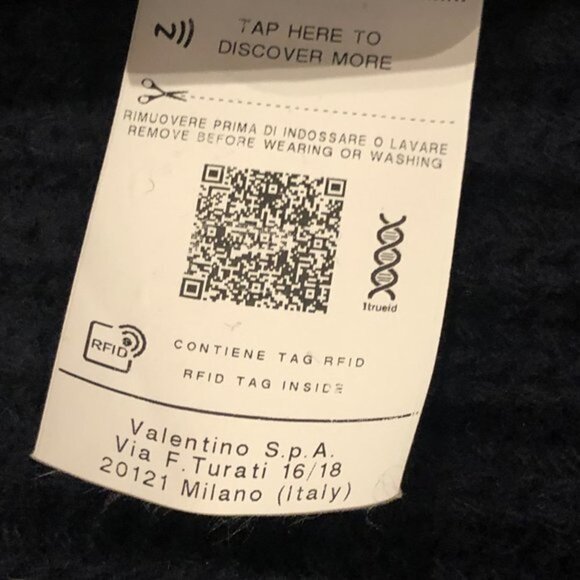 TAP HERE TO
DISCOVER MORE
RIMUOVERE PRIMA DI INDOSSARE O LAVARE
REMOVE BEFORE WEARING OR WASHING
1trueid
RFID
CONTIENE TAG RFID
RFID TAG INSIDE
Valentino S.p.A.
Via F.Turati 16/18
20121 Milano (Italy)